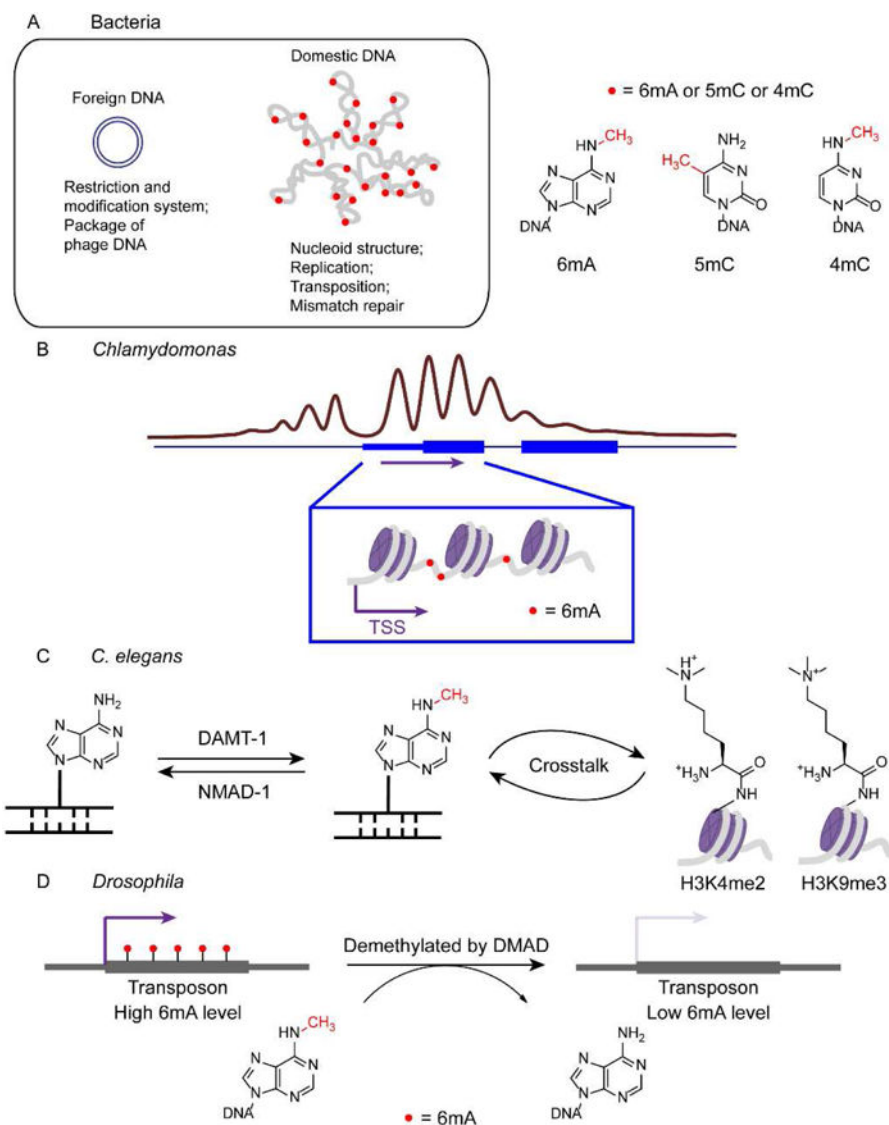 A Bacteria
Domestic DNA
Foreign DNA
Restriction and
modification system;
Package of
phage DNA
Nucleoid structure;
Replication;
Transposition;
Mismatch repair
= 6mA or 5mC or 4mC
HN CH3
N N N N
DNA
6mA
NH2
H3C
N N O
DNA
5mC
HN CH3
N N O
DNA
4mC
B Chlamydomonas
TSS
= 6mA
C C. elegans
NH2
N N N N
DAMT-1
NMAD-1
HN CH3
N N N N
Crosstalk
H+
N
+H3N O
NH
H3K4me2
N+
+H3N O
NH
H3K9me3
D Drosophila
Transposon
High 6mA level
Demethylated by DMAD
Transposon
Low 6mA level
HN CH3
N N N N
DNA
NH2
N N N N
DNA
= 6mA